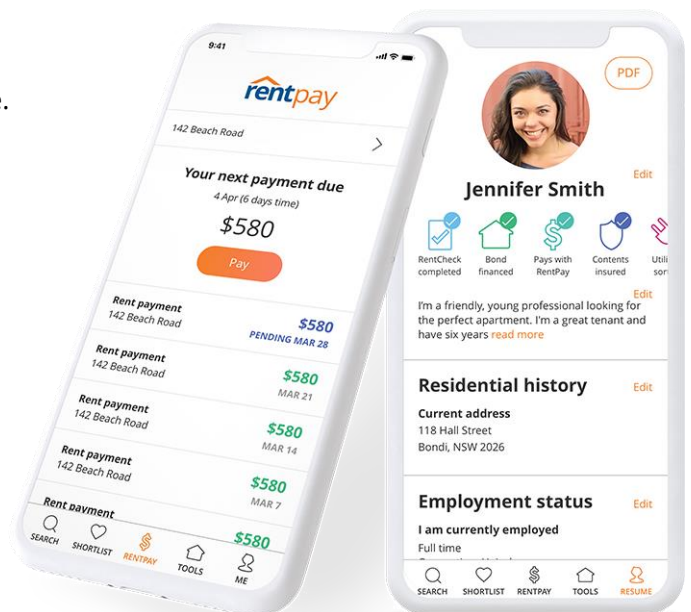 e.
9:41
rentpay
142 Beach Road
Your next payment due
4 Apr (6 days time)
$580
Pay
Rent payment
142 Beach Road
$580
PENDING MAR 28
Rent payment
142 Beach Road
$580
MAR 21
Rent payment
142 Beach Road
$580
MAR 14
Rent payment
142 Beach Road
$580
MAR 7
Rent payment
$580
SEARCH SHORTLIST RENTPAY TOOLS ME
PDF
Edit
Jennifer Smith
RentCheck completed
Bond financed
Pays with RentPay
Contents insured
Utili
sor
Edit
I'm a friendly, young professional looking for
the perfect apartment. I'm a great tenant and
have six years read more
Residential history Edit
Current address
118 Hall Street
Bondi, NSW 2026
Employment status Edit
I am currently employed
Full time
SEARCH SHORTLIST RENTPAY TOOLS RESUME